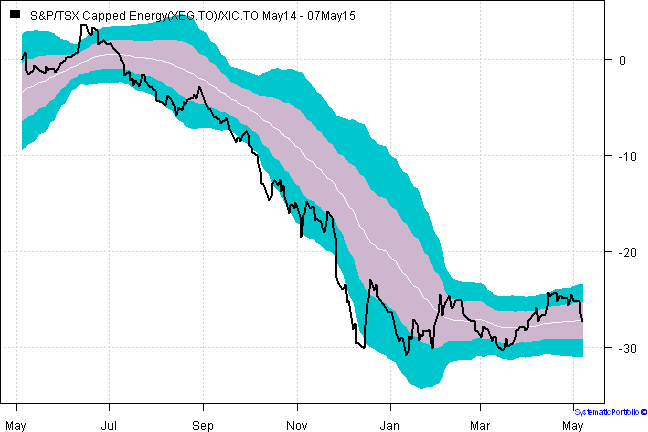 S&P/TSX Capped Energy(XEG.TO)/XIC.TO May14 - 07May15
0
-10
-20
-30
May Jul Sep Nov Jan Mar May
SystematicPortfolio ©